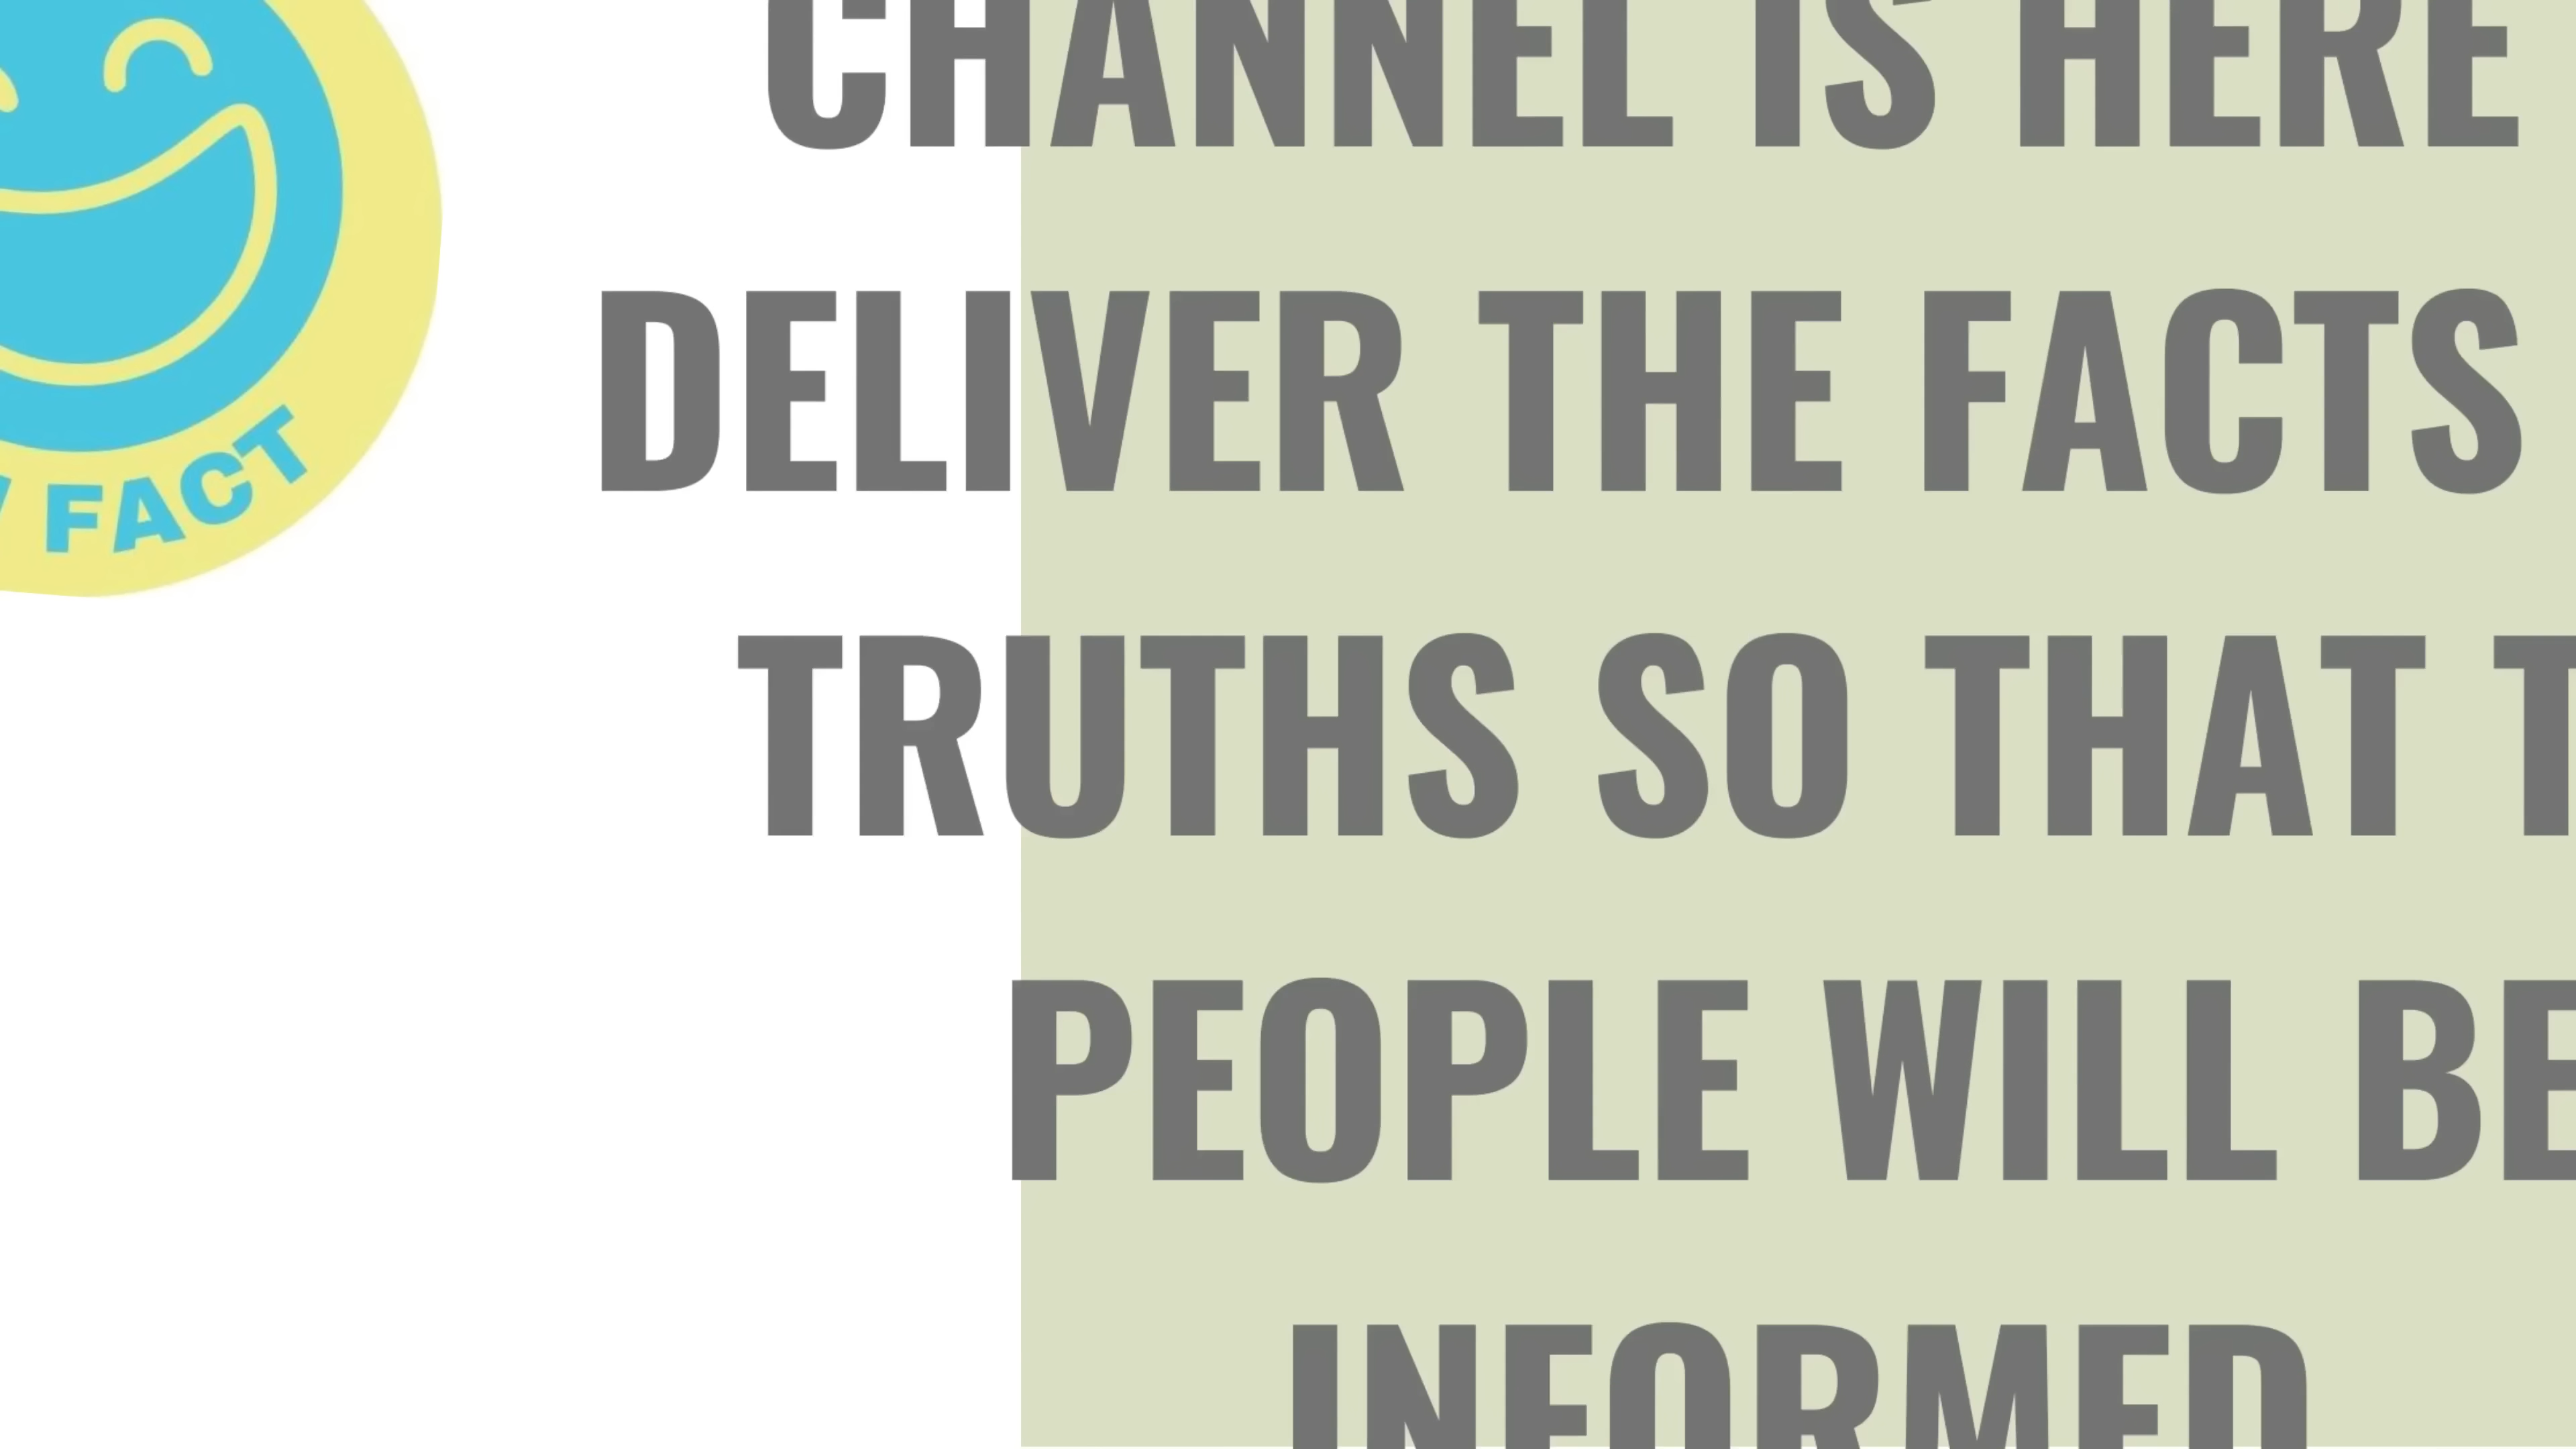 CHANNEL IS HERE
DELIVER THE FACTS
TRUTHS SO THAT
PEOPLE WILL BE
INFORMED
FACT